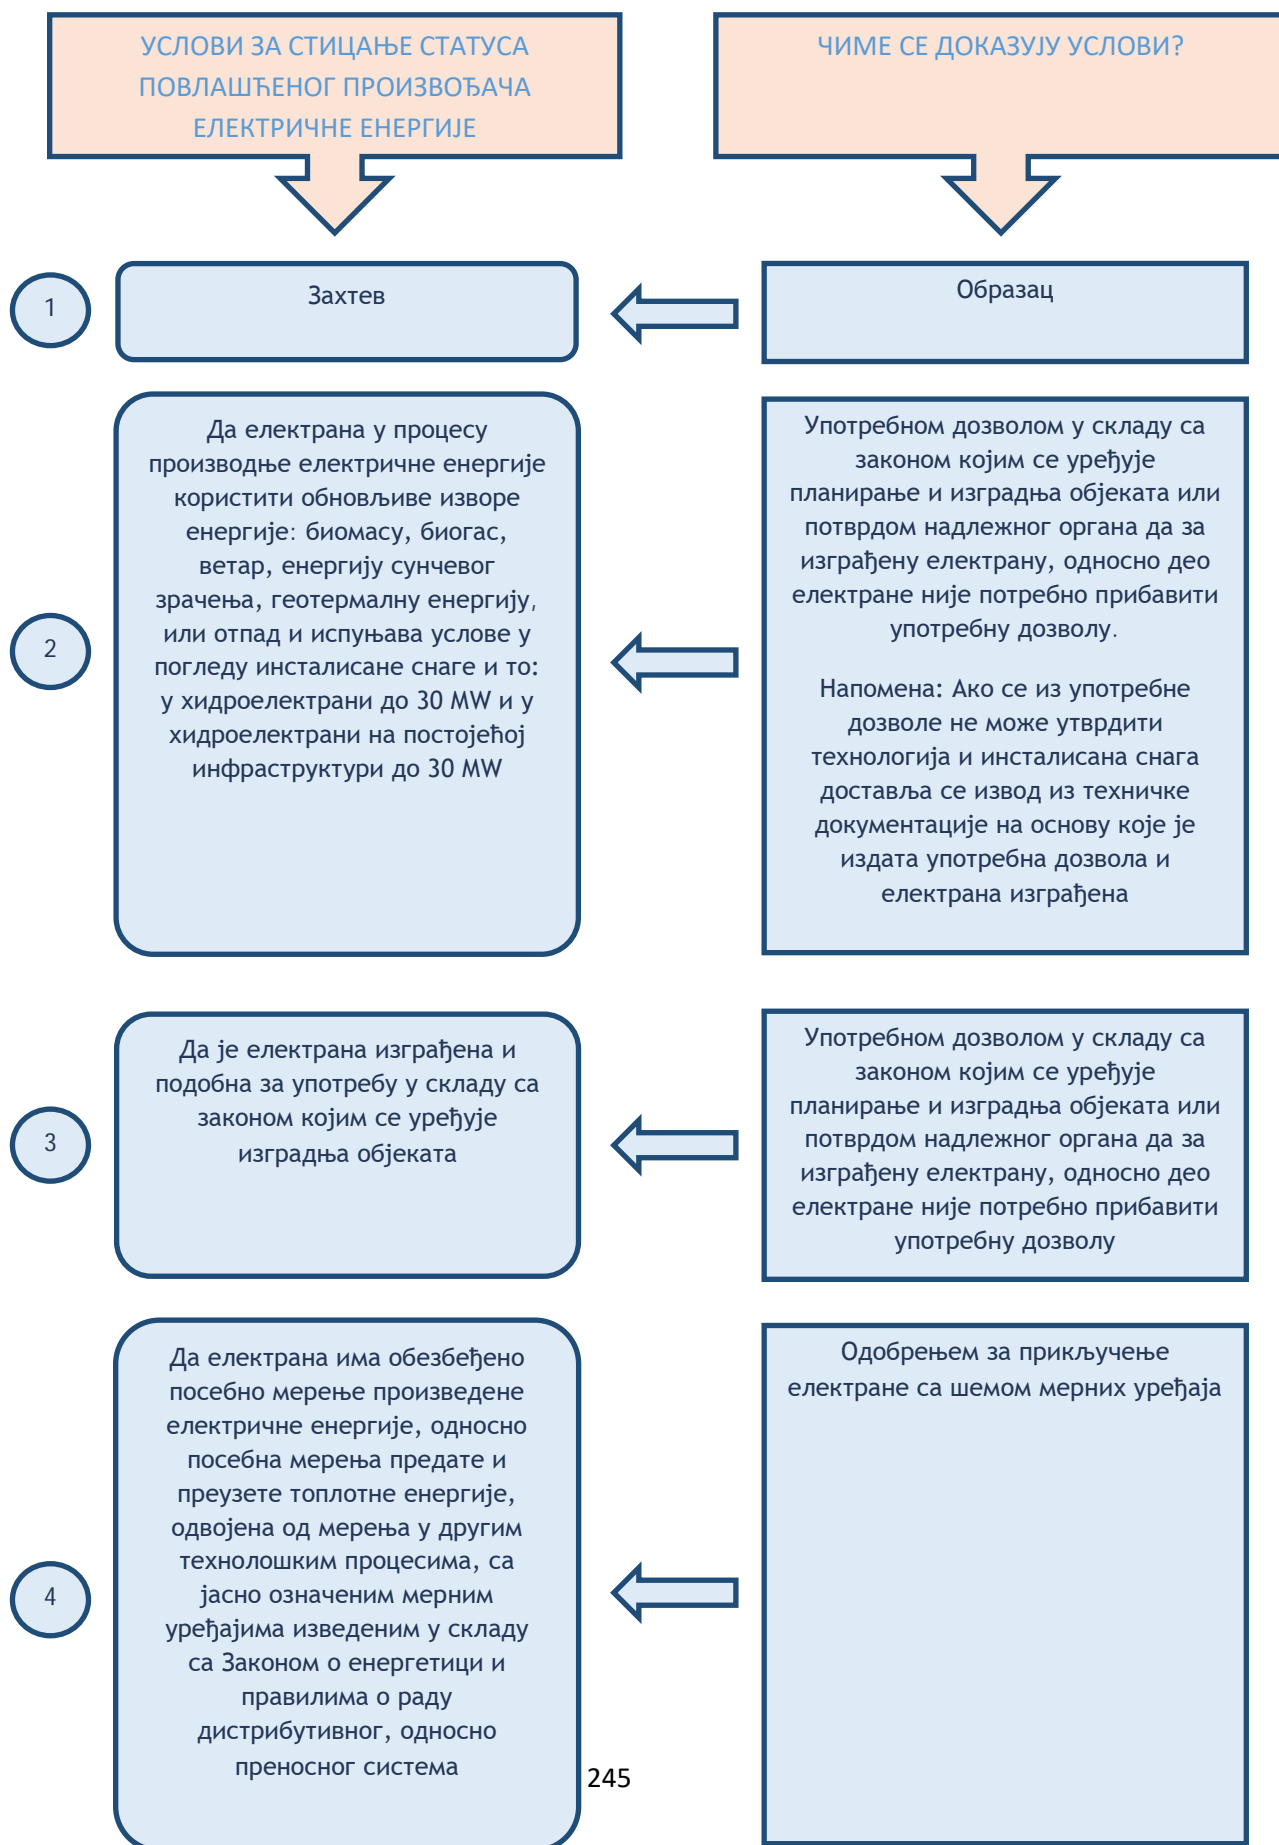 УСЛОВИ ЗА СТИЦАЊЕ СТАТУСА
ПОВЛАШЋЕНОГ ПРОИЗВОЂАЧА
ЕЛЕКТРИЧНЕ ЕНЕРГИЈЕ
ЧИМЕ СЕ ДОКАЗУЈУ УСЛОВИ?
1
Захтев
Образац
2
Да електрана у процесу
производње електричне енергије
користити обновљиве изворе
енергије: биомасу, биогас,
ветар, енергију сунчевог
зрачења, геотермалну енергију,
или отпад и испуњава услове у
погледу инсталисане снаге и то:
у хидроелектрани до 30 MW и у
хидроелектрани на постојећој
инфраструктури до 30 MW
Употребном дозволом у складу са
законом којим се уређује
планирање и изградња објеката или
потврдом надлежног органа да за
изграђену електрану, односно део
електране није потребно прибавити
употребну дозволу.
Напомена: Ако се из употребне
дозволе не може утврдити
технологија и инсталисана снага
доставља се извод из техничке
документације на основу које је
издата употребна дозвола и
електрана изграђена
3
Да је електрана изграђена и
подобна за употребу у складу са
законом којим се уређује
изградња објеката
Употребном дозволом у складу са
законом којим се уређује
планирање и изградња објеката или
потврдом надлежног органа да за
изграђену електрану, односно део
електране није потребно прибавити
употребну дозволу
4
Да електрана има обезбеђено
посебно мерење произведене
електричне енергије, односно
посебна мерења предате и
преузете топлотне енергије,
одвојена од мерења у другим
технолошким процесима, са
јасно означеним мерним
уређајима изведеним у складу
са Законом о енергетици и
правилима о раду
дистрибутивног, односно
преносног система
Одобрењем за прикључење
електране са шемом мерних уређаја
245